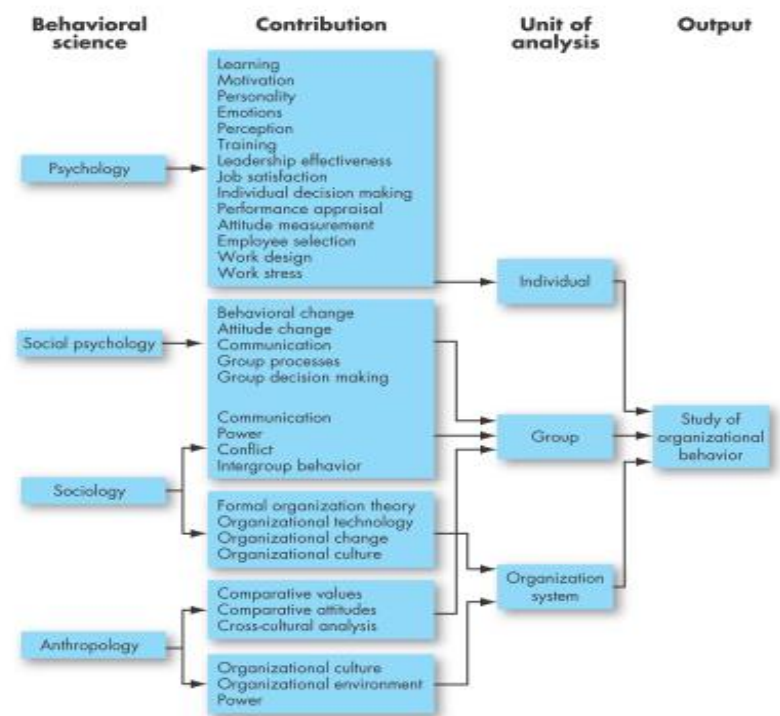 Behavioral science
Contribution
Unit of analysis
Output
Psychology
Learning
Motivation
Personality
Emotions
Perception
Training
Leadership effectiveness
Job satisfaction
Individual decision making
Performance appraisal
Attitude measurement
Employee selection
Work design
Work stress
Individual
Social psychology
Behavioral change
Attitude change
Communication
Group processes
Group decision making
Communication
Power
Conflict
Intergroup behavior
Group
Study of
organizational
behavior
Sociology
Formal organization theory
Organizational technology
Organizational change
Organizational culture
Organization
system
Anthropology
Comparative values
Comparative attitudes
Cross-cultural analysis
Organizational culture
Organizational environment
Power